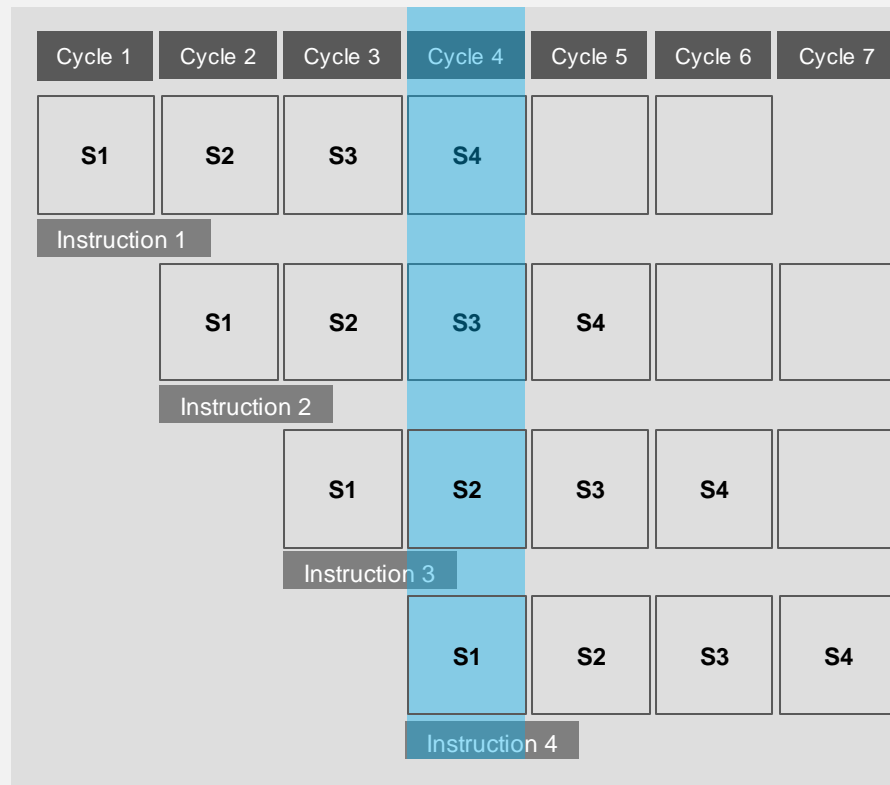 Cycle 1 Cycle 2 Cycle 3 Cycle 4 Cycle 5 Cycle 6 Cycle 7
S1 S2 S3 S4
Instruction 1
S1 S2 S3 S4
Instruction 2
S1 S2 S3 S4
Instruction 3
S1 S2 S3 S4
Instruction 4